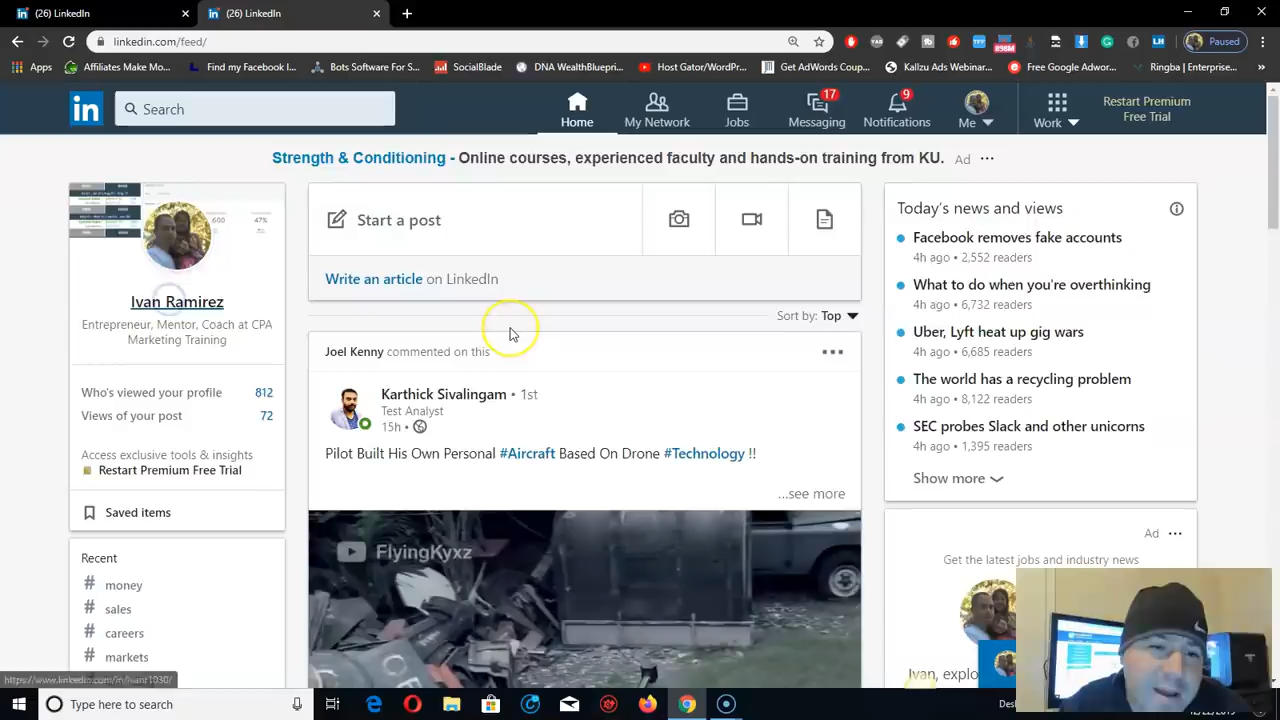 (26) LinkedIn
(26) LinkedIn
linkedin.com/feed/
Paused
Apps
Affiliates Make Mo...
Find my Facebook I...
Bots Software For S...
SocialBlade
DNA WealthBluepri...
Host Gator/WordPr...
Get AdWords Coup...
Kallzu Ads Webinar...
Free Google Adwor...
Ringba | Enterprise...
in
Search
Home
My Network
Jobs
17
Messaging
9
Notifications
Me
Work
Restart Premium
Free Trial
Strength & Conditioning - Online courses, experienced faculty and hands-on training from KU. Ad
Ivan Ramirez
Entrepreneur, Mentor, Coach at CPA
Marketing Training
Who's viewed your profile 812
Views of your post 72
Access exclusive tools & insights
Restart Premium Free Trial
Saved items
Recent
# money
# sales
# careers
# markets
Start a post
Write an article on LinkedIn
Sort by: Top
Joel Kenny commented on this
Karthick Sivalingam • 1st
Test Analyst
15h •
Pilot Built His Own Personal #Aircraft Based On Drone #Technology !!
...see more
FlyingKyxz
Today's news and views
Facebook removes fake accounts
4h ago • 2,552 readers
What to do when you're overthinking
4h ago • 6,732 readers
Uber, Lyft heat up gig wars
4h ago • 6,685 readers
The world has a recycling problem
4h ago • 8,122 readers
SEC probes Slack and other unicorns
4h ago • 1,395 readers
Show more
Ad
Get the latest jobs and industry news
Ivan, explo
Type here to search